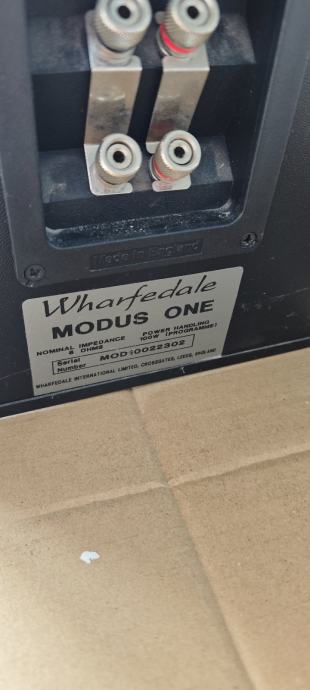 Made in England
Wharfedale
MODUS ONE
NOMINAL IMPEDANCE POWER HANDLING
8 OHMS 100W (PROGRAMME)
Serial Number MOD10022302
WHARFEDALE INTERNATIONAL LIMITED, CROSSGATES, LEEDS, ENGLAND